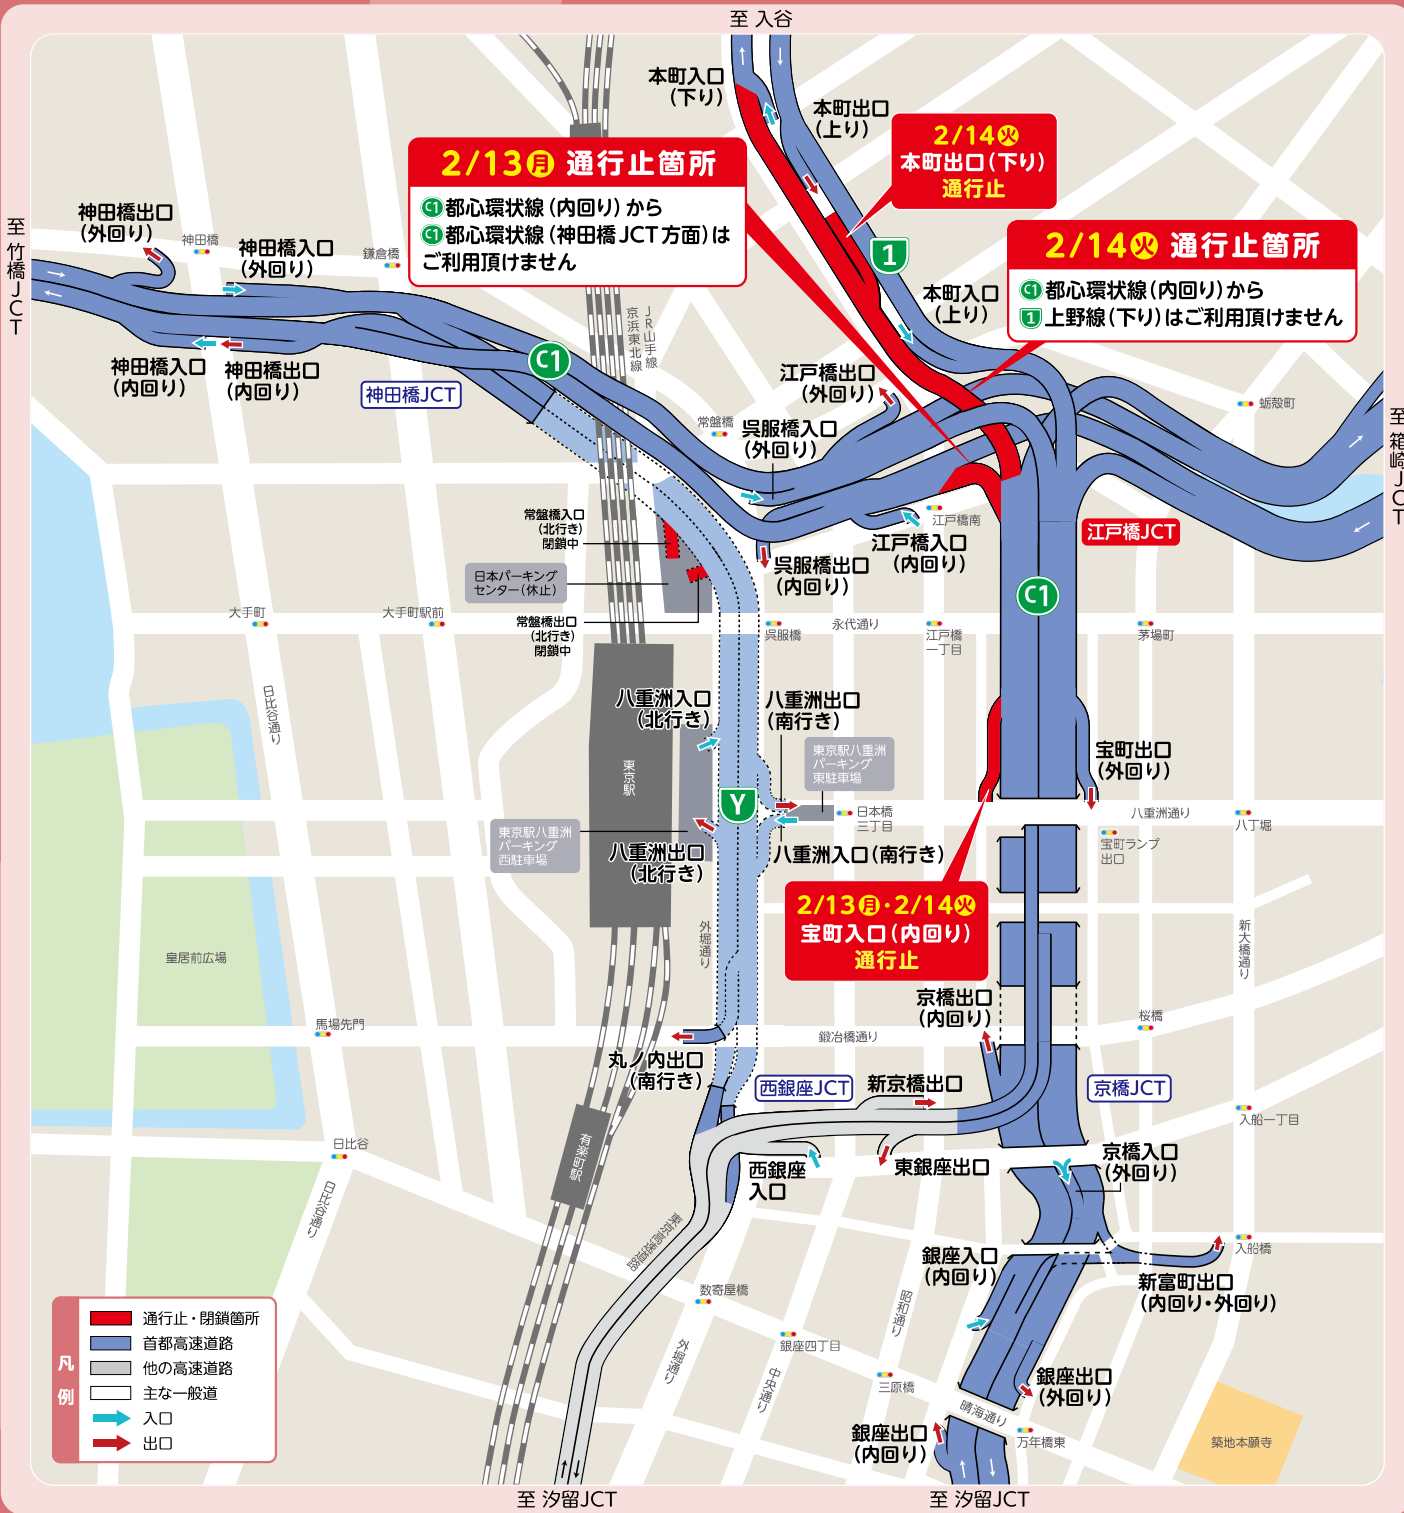 至 入谷
本町入口
(下り)
本町出口
(上り)
2/14火
本町出口(下り)
通行止
2/13月 通行止箇所
C1都心環状線(内回り)から
C1都心環状線(神田橋JCT方面)は
ご利用頂けません
2/14火 通行止箇所
C1都心環状線(内回り)から
1上野線(下り)はご利用頂けません
1
本町入口
(上り)
至 竹橋JCT
神田橋出口
(外回り)
神田橋
神田橋入口
(外回り)
鎌倉橋
神田橋入口
(内回り)
神田橋出口
(内回り)
神田橋JCT
C1
JR山手線
京浜東北線
江戸橋出口
(外回り)
常盤橋
呉服橋入口
(外回り)
蛎殻町
至 箱崎JCT
常盤橋入口
(北行き)
閉鎖中
日本パーキング
センター(休止)
常盤橋出口
(北行き)
閉鎖中
江戸橋南
江戸橋入口
(内回り)
呉服橋出口
(内回り)
江戸橋JCT
C1
大手町
大手町駅前
呉服橋
永代通り
江戸橋
一丁目
茅場町
日比谷通り
八重洲入口
(北行き)
八重洲出口
(南行き)
東京駅八重洲
パーキング
東駐車場
宝町出口
(外回り)
東京駅
Y
日本橋
三丁目
八重洲通り
八丁堀
宝町ランプ
出口
東京駅八重洲
パーキング
西駐車場
八重洲出口
(北行き)
八重洲入口(南行き)
2/13月・2/14火
宝町入口(内回り)
通行止
外堀通り
新大橋通り
皇居前広場
京橋出口
(内回り)
桜橋
馬場先門
鍛冶橋通り
丸ノ内出口
(南行き)
西銀座JCT
新京橋出口
京橋JCT
入船一丁目
日比谷
有楽町駅
西銀座
入口
東銀座出口
京橋入口
(外回り)
日比谷通り
東京高速道路
銀座入口
(内回り)
入船橋
新富町出口
(内回り・外回り)
数寄屋橋
昭和通り
外堀通り
銀座四丁目
中央通り
三原橋
銀座出口
(外回り)
晴海通り
銀座出口
(内回り)
万年橋東
築地本願寺
凡例
通行止・閉鎖箇所
首都高速道路
他の高速道路
主な一般道
入口
出口
至 汐留JCT
至 汐留JCT